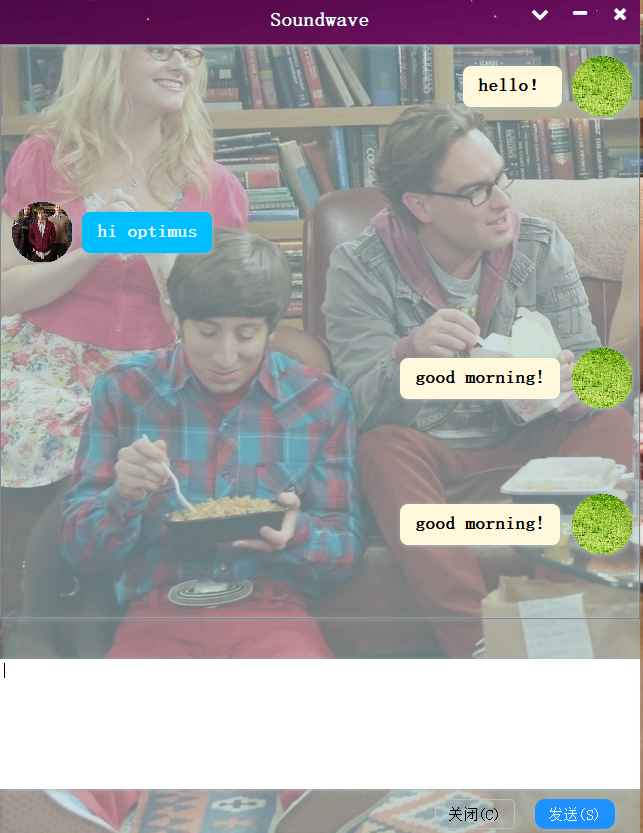 Soundwave
hello!
hi optimus
good morning!
good morning!
关闭(C)
发送(S)